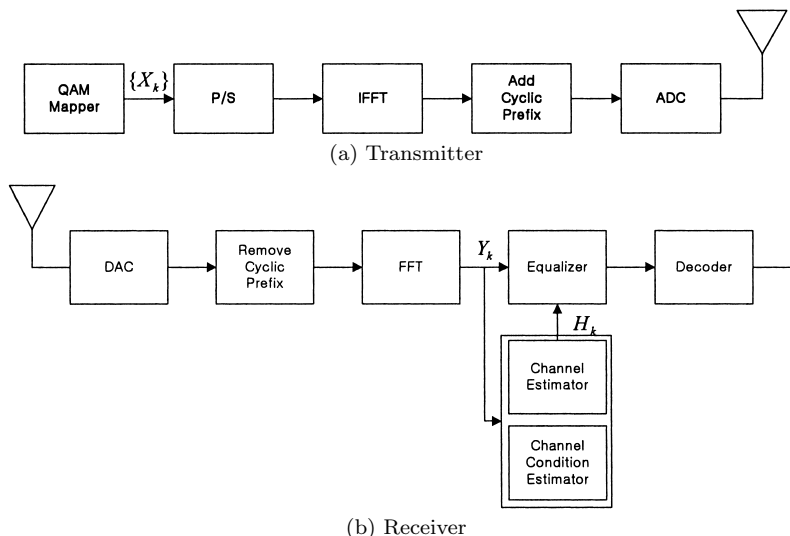 QAM
Mapper
{X_k}
P/S
IFFT
Add
Cyclic
Prefix
ADC
(a) Transmitter
DAC
Remove
Cyclic
Prefix
FFT
Y_k
Equalizer
Decoder
H_k
Channel
Estimator
Channel
Condition
Estimator
(b) Receiver